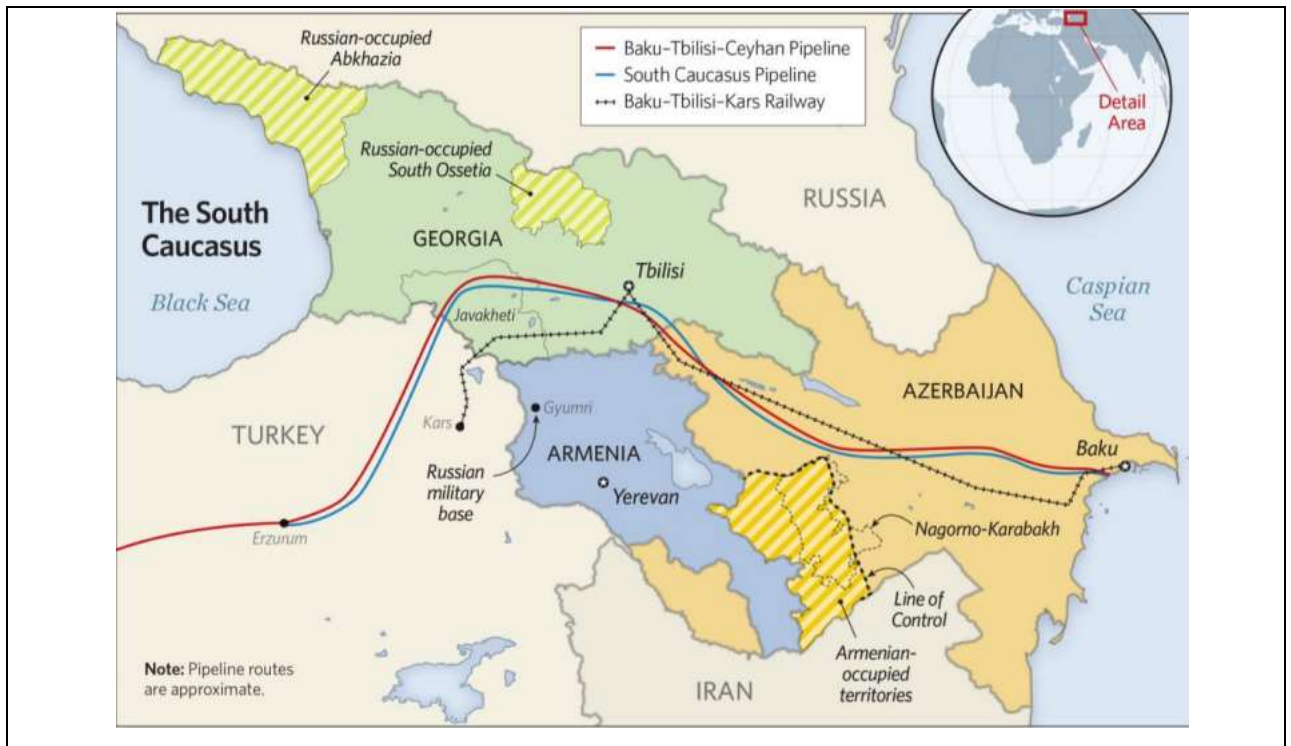 Russian-occupied
Abkhazia
Baku–Tbilisi–Ceyhan Pipeline
South Caucasus Pipeline
Baku–Tbilisi–Kars Railway
Detail
Area
Russian-occupied
South Ossetia
RUSSIA
The South
Caucasus
GEORGIA
Tbilisi
Black Sea
Caspian
Sea
Javakheti
AZERBAIJAN
Kars
Gyumri
TURKEY
ARMENIA
Baku
Russian
military
base
Yerevan
Nagorno-Karabakh
Erzurum
Line of
Control
Armenian-
occupied
territories
Note: Pipeline routes
are approximate.
IRAN